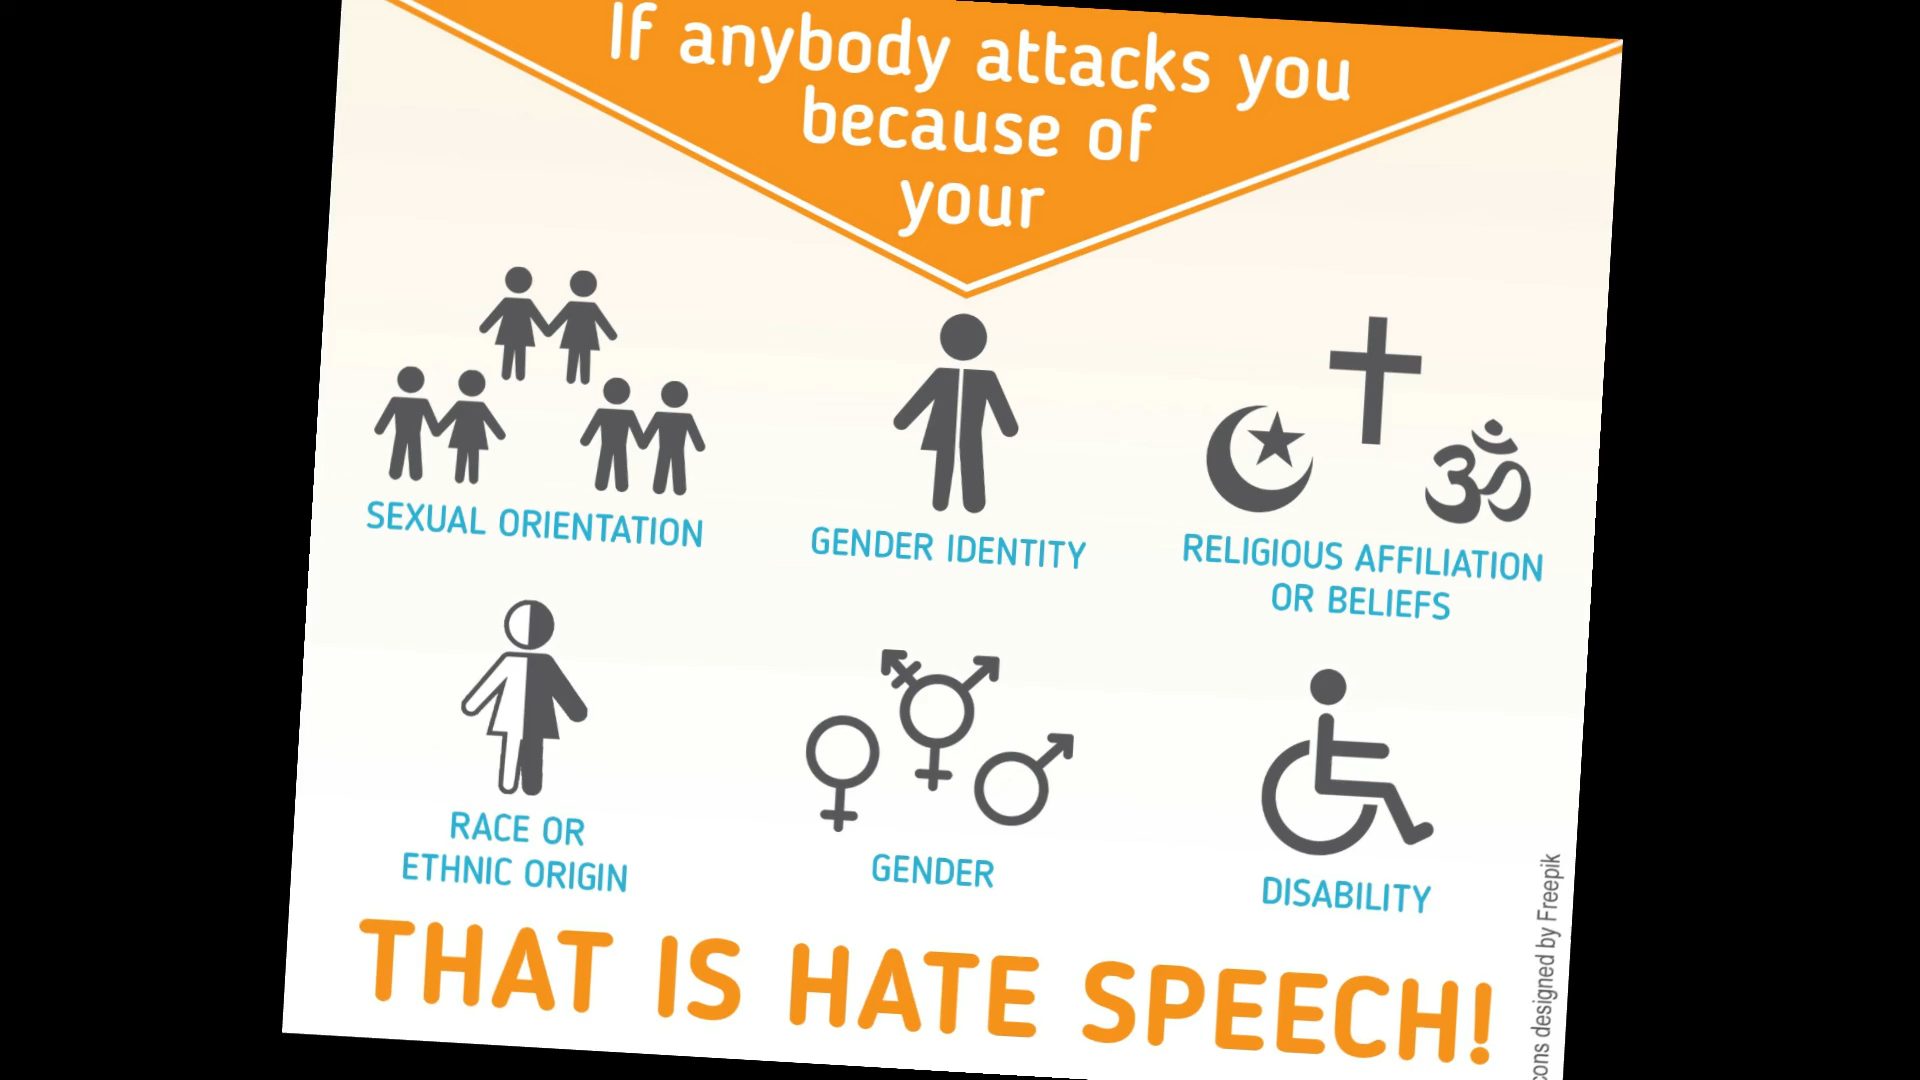 If anybody attacks you
because of
your
SEXUAL ORIENTATION
GENDER IDENTITY
RELIGIOUS AFFILIATION
OR BELIEFS
RACE OR
ETHNIC ORIGIN
GENDER
DISABILITY
THAT IS HATE SPEECH!
designed by Freepik